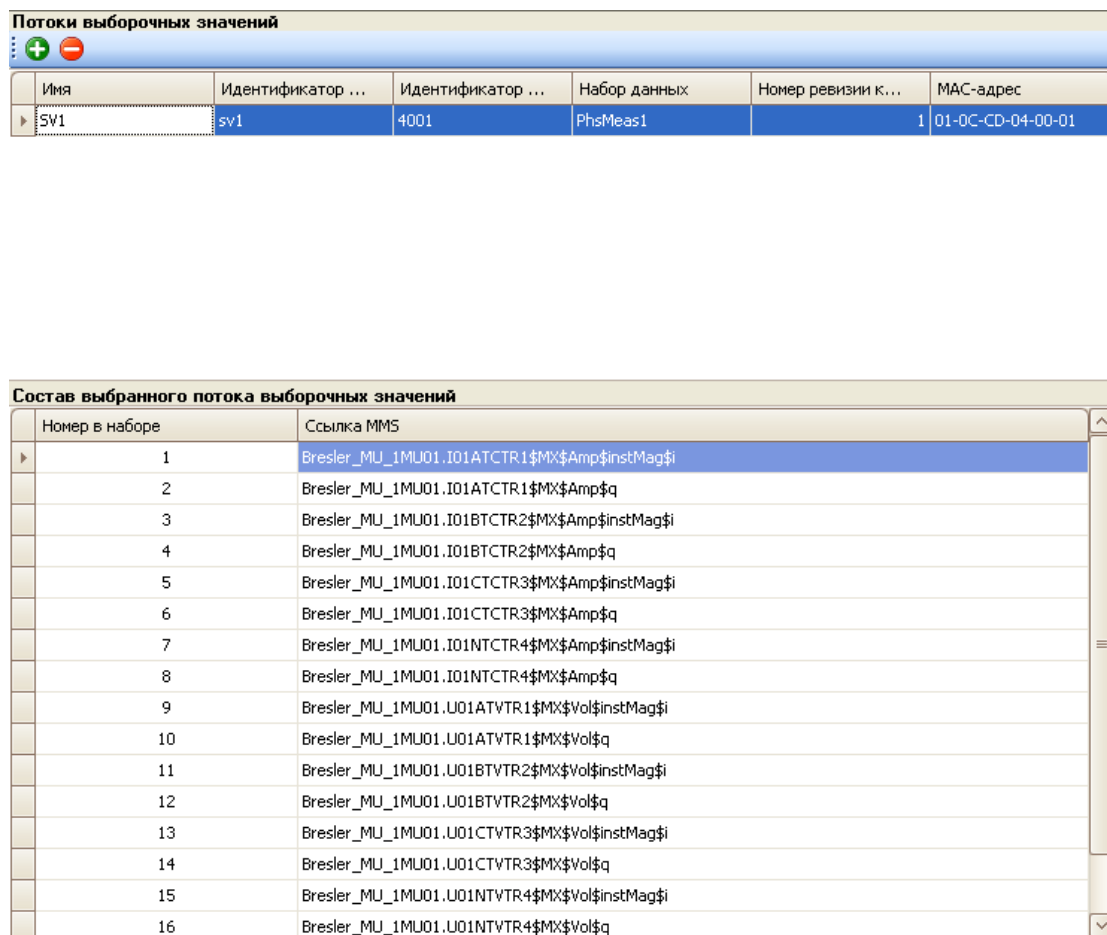 Потоки выборочных значений
Имя Идентификатор ... Идентификатор ... Набор данных Номер ревизии к... MAC-адрес
SV1 sv1 4001 PhsMeas1 1 01-0C-CD-04-00-01
Состав выбранного потока выборочных значений
Номер в наборе Ссылка MMS
1 Bresler_MU_1MU01.I01ATCTR1$MX$Amp$instMag$i
2 Bresler_MU_1MU01.I01ATCTR1$MX$Amp$q
3 Bresler_MU_1MU01.I01BTCTR2$MX$Amp$instMag$i
4 Bresler_MU_1MU01.I01BTCTR2$MX$Amp$q
5 Bresler_MU_1MU01.I01CTCTR3$MX$Amp$instMag$i
6 Bresler_MU_1MU01.I01CTCTR3$MX$Amp$q
7 Bresler_MU_1MU01.I01NTCTR4$MX$Amp$instMag$i
8 Bresler_MU_1MU01.I01NTCTR4$MX$Amp$q
9 Bresler_MU_1MU01.U01ATVTR1$MX$Vol$instMag$i
10 Bresler_MU_1MU01.U01ATVTR1$MX$Vol$q
11 Bresler_MU_1MU01.U01BTVTR2$MX$Vol$instMag$i
12 Bresler_MU_1MU01.U01BTVTR2$MX$Vol$q
13 Bresler_MU_1MU01.U01CTVTR3$MX$Vol$instMag$i
14 Bresler_MU_1MU01.U01CTVTR3$MX$Vol$q
15 Bresler_MU_1MU01.U01NTVTR4$MX$Vol$instMag$i
16 Bresler_MU_1MU01.U01NTVTR4$MX$Vol$q